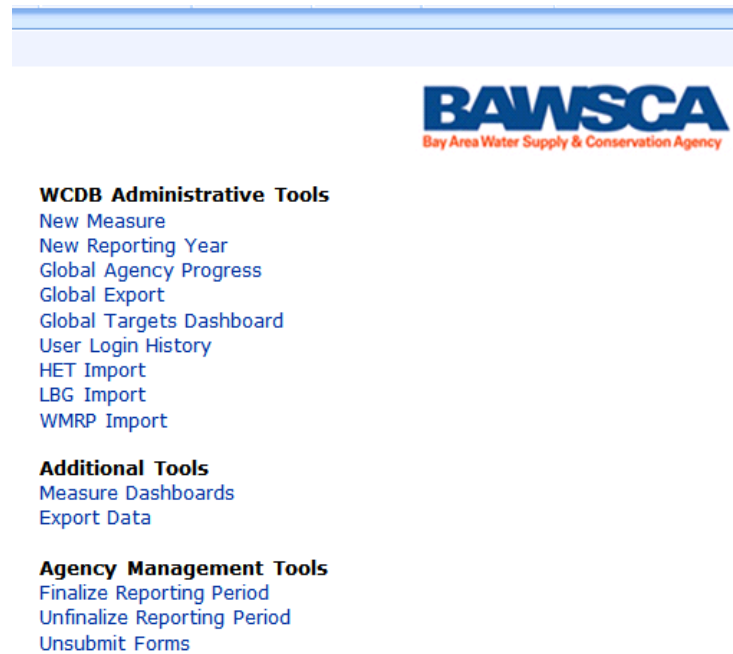 BAWSCA
Bay Area Water Supply & Conservation Agency
WCDB Administrative Tools
New Measure
New Reporting Year
Global Agency Progress
Global Export
Global Targets Dashboard
User Login History
HET Import
LBG Import
WMRP Import
Additional Tools
Measure Dashboards
Export Data
Agency Management Tools
Finalize Reporting Period
Unfinalize Reporting Period
Unsubmit Forms